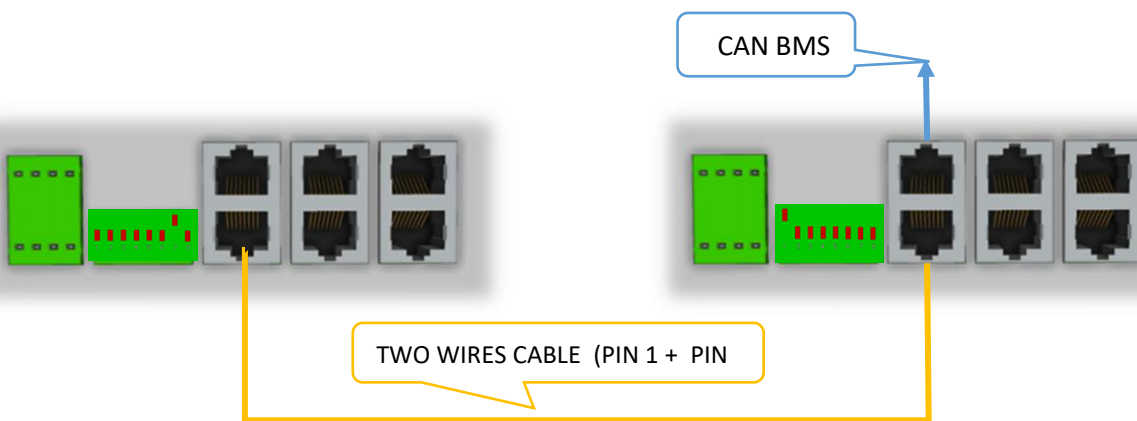 CAN BMS
TWO WIRES CABLE (PIN 1 + PIN